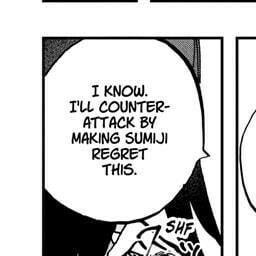 I KNOW.
I'LL COUNTER-
ATTACK BY
MAKING SUMIJI
REGRET
THIS.
SHF